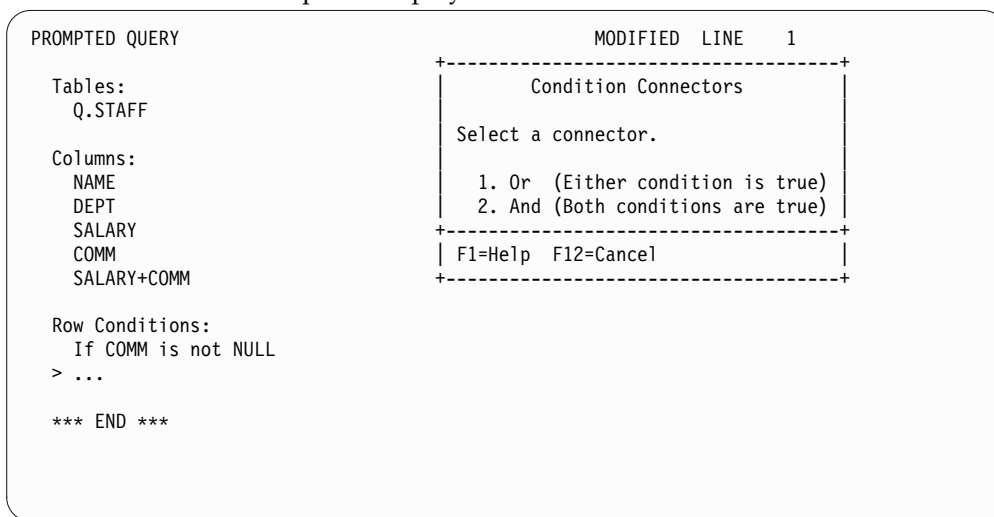 PROMPTED QUERY                                     MODIFIED  LINE    1
                                      +-------------------------------------+
  Tables:                             |        Condition Connectors         |
    Q.STAFF                           |                                     |
                                      | Select a connector.                 |
  Columns:                            |                                     |
    NAME                              |   1. Or  (Either condition is true) |
    DEPT                              |   2. And (Both conditions are true) |
    SALARY                            +-------------------------------------+
    COMM                              | F1=Help  F12=Cancel                 |
    SALARY+COMM                       +-------------------------------------+
  Row Conditions:
    If COMM is not NULL
  > ...
  *** END ***